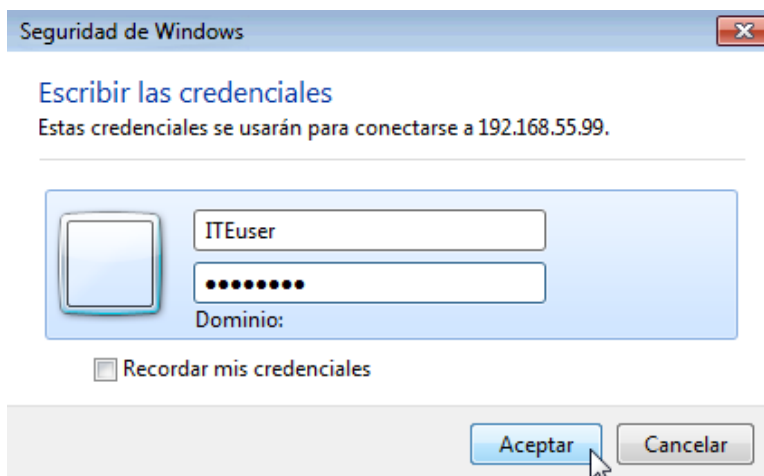 Seguridad de Windows
Escribir las credenciales
Estas credenciales se usarán para conectarse a 192.168.55.99.
ITEuser
●●●●●●●●
Dominio:
Recordar mis credenciales
Aceptar
Cancelar